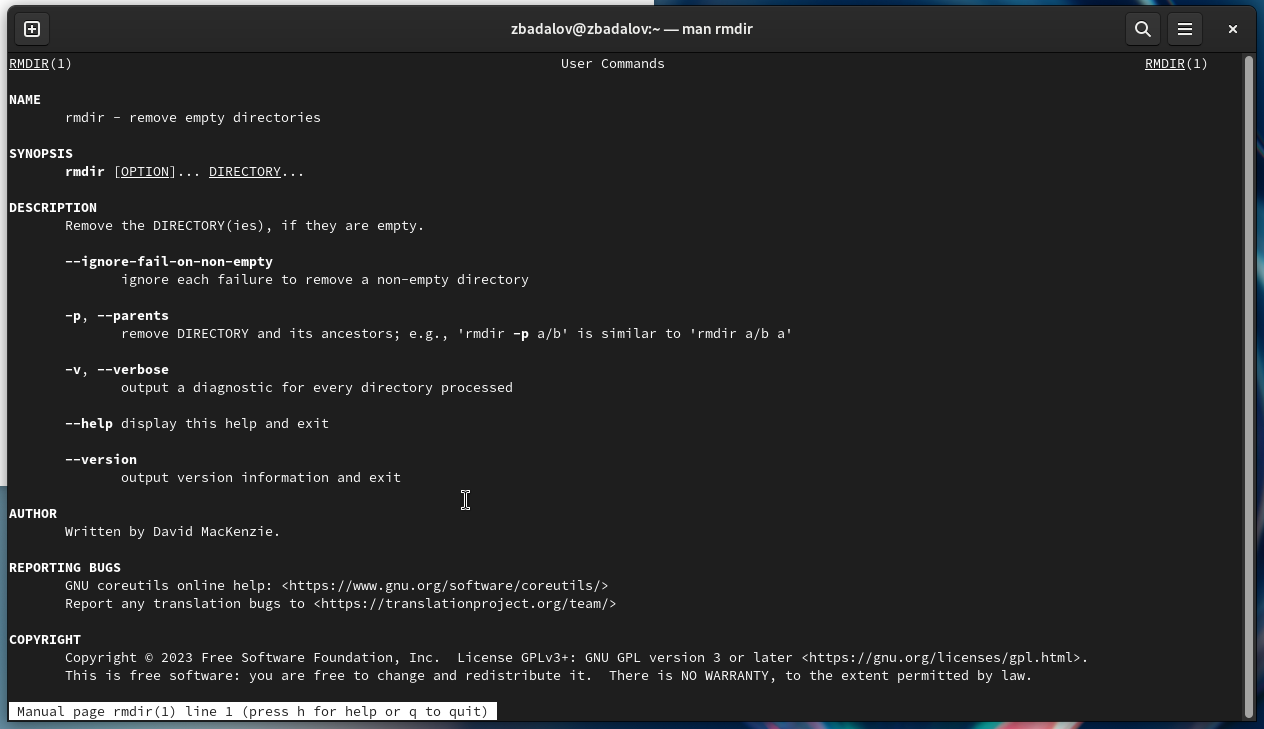 zbadalov@zbadalov:~ — man rmdir
RMDIR(1) User Commands RMDIR(1)
NAME
rmdir - remove empty directories
SYNOPSIS
rmdir [OPTION]... DIRECTORY...
DESCRIPTION
Remove the DIRECTORY(ies), if they are empty.
--ignore-fail-on-non-empty
ignore each failure to remove a non-empty directory
-p, --parents
remove DIRECTORY and its ancestors; e.g., 'rmdir -p a/b' is similar to 'rmdir a/b a'
-v, --verbose
output a diagnostic for every directory processed
--help display this help and exit
--version
output version information and exit
AUTHOR
Written by David MacKenzie.
REPORTING BUGS
GNU coreutils online help: <https://www.gnu.org/software/coreutils/>
Report any translation bugs to <https://translationproject.org/team/>
COPYRIGHT
Copyright © 2023 Free Software Foundation, Inc.  License GPLv3+: GNU GPL version 3 or later <https://gnu.org/licenses/gpl.html>.
This is free software: you are free to change and redistribute it.  There is NO WARRANTY, to the extent permitted by law.
Manual page rmdir(1) line 1 (press h for help or q to quit)